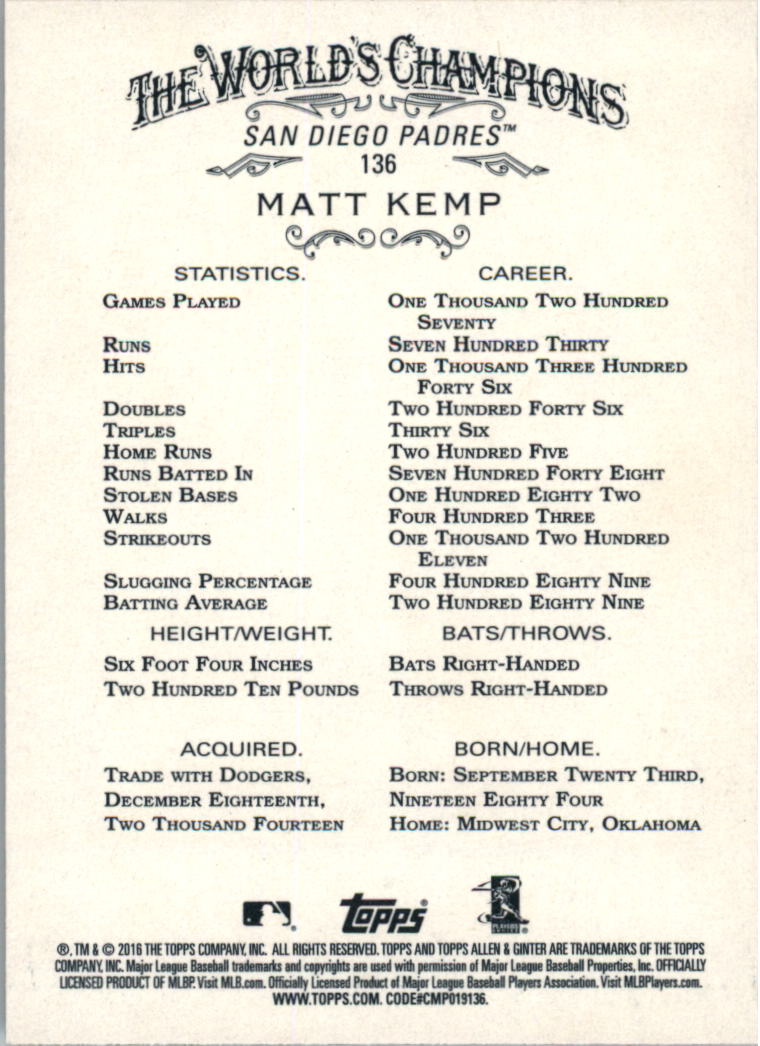 THE WORLD'S CHAMPIONS
SAN DIEGO PADRES™
136
MATT KEMP
STATISTICS. CAREER.
GAMES PLAYED ONE THOUSAND TWO HUNDRED
SEVENTY
RUNS SEVEN HUNDRED THIRTY
HITS ONE THOUSAND THREE HUNDRED
FORTY SIX
DOUBLES TWO HUNDRED FORTY SIX
TRIPLES THIRTY SIX
HOME RUNS TWO HUNDRED FIVE
RUNS BATTED IN SEVEN HUNDRED FORTY EIGHT
STOLEN BASES ONE HUNDRED EIGHTY TWO
WALKS FOUR HUNDRED THREE
STRIKEOUTS ONE THOUSAND TWO HUNDRED
ELEVEN
SLUGGING PERCENTAGE FOUR HUNDRED EIGHTY NINE
BATTING AVERAGE TWO HUNDRED EIGHTY NINE
HEIGHT/WEIGHT. BATS/THROWS.
SIX FOOT FOUR INCHES BATS RIGHT-HANDED
TWO HUNDRED TEN POUNDS THROWS RIGHT-HANDED
ACQUIRED. BORN/HOME.
TRADE WITH DODGERS, BORN: SEPTEMBER TWENTY THIRD,
DECEMBER EIGHTEENTH, NINETEEN EIGHTY FOUR
TWO THOUSAND FOURTEEN HOME: MIDWEST CITY, OKLAHOMA
topps®
PLAYERS
®, TM & © 2016 THE TOPPS COMPANY, INC. ALL RIGHTS RESERVED. TOPPS AND TOPPS ALLEN & GINTER ARE TRADEMARKS OF THE TOPPS
COMPANY, INC. Major League Baseball trademarks and copyrights are used with permission of Major League Baseball Properties, Inc. OFFICIALLY
LICENSED PRODUCT OF MLBP. Visit MLB.com. Officially Licensed Product of Major League Baseball Players Association. Visit MLBPlayers.com.
WWW.TOPPS.COM. CODE#CMP019136.